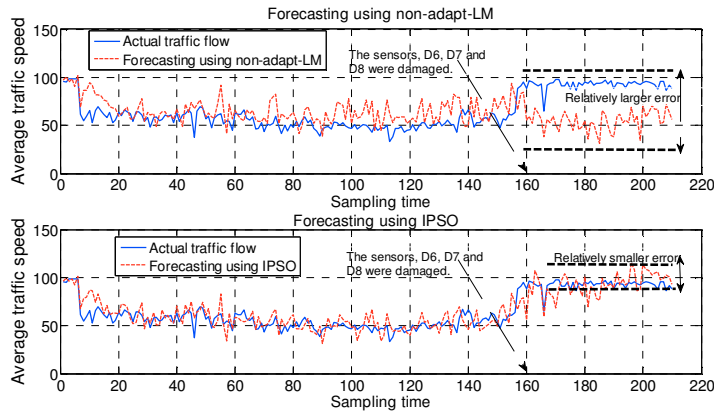 Forecasting using non-adapt-LM
150
100
50
0
Average traffic speed
Actual traffic flow
Forecasting using non-adapt-LM
The sensors, D6, D7 and
D8 were damaged.
Relatively larger error
0 20 40 60 80 100 120 140 160 180 200 220
Sampling time
Forecasting using IPSO
150
100
50
0
Average traffic speed
Actual traffic flow
Forecasting using IPSO
The sensors, D6, D7 and
D8 were damaged.
Relatively smaller error
0 20 40 60 80 100 120 140 160 180 200 220
Sampling time